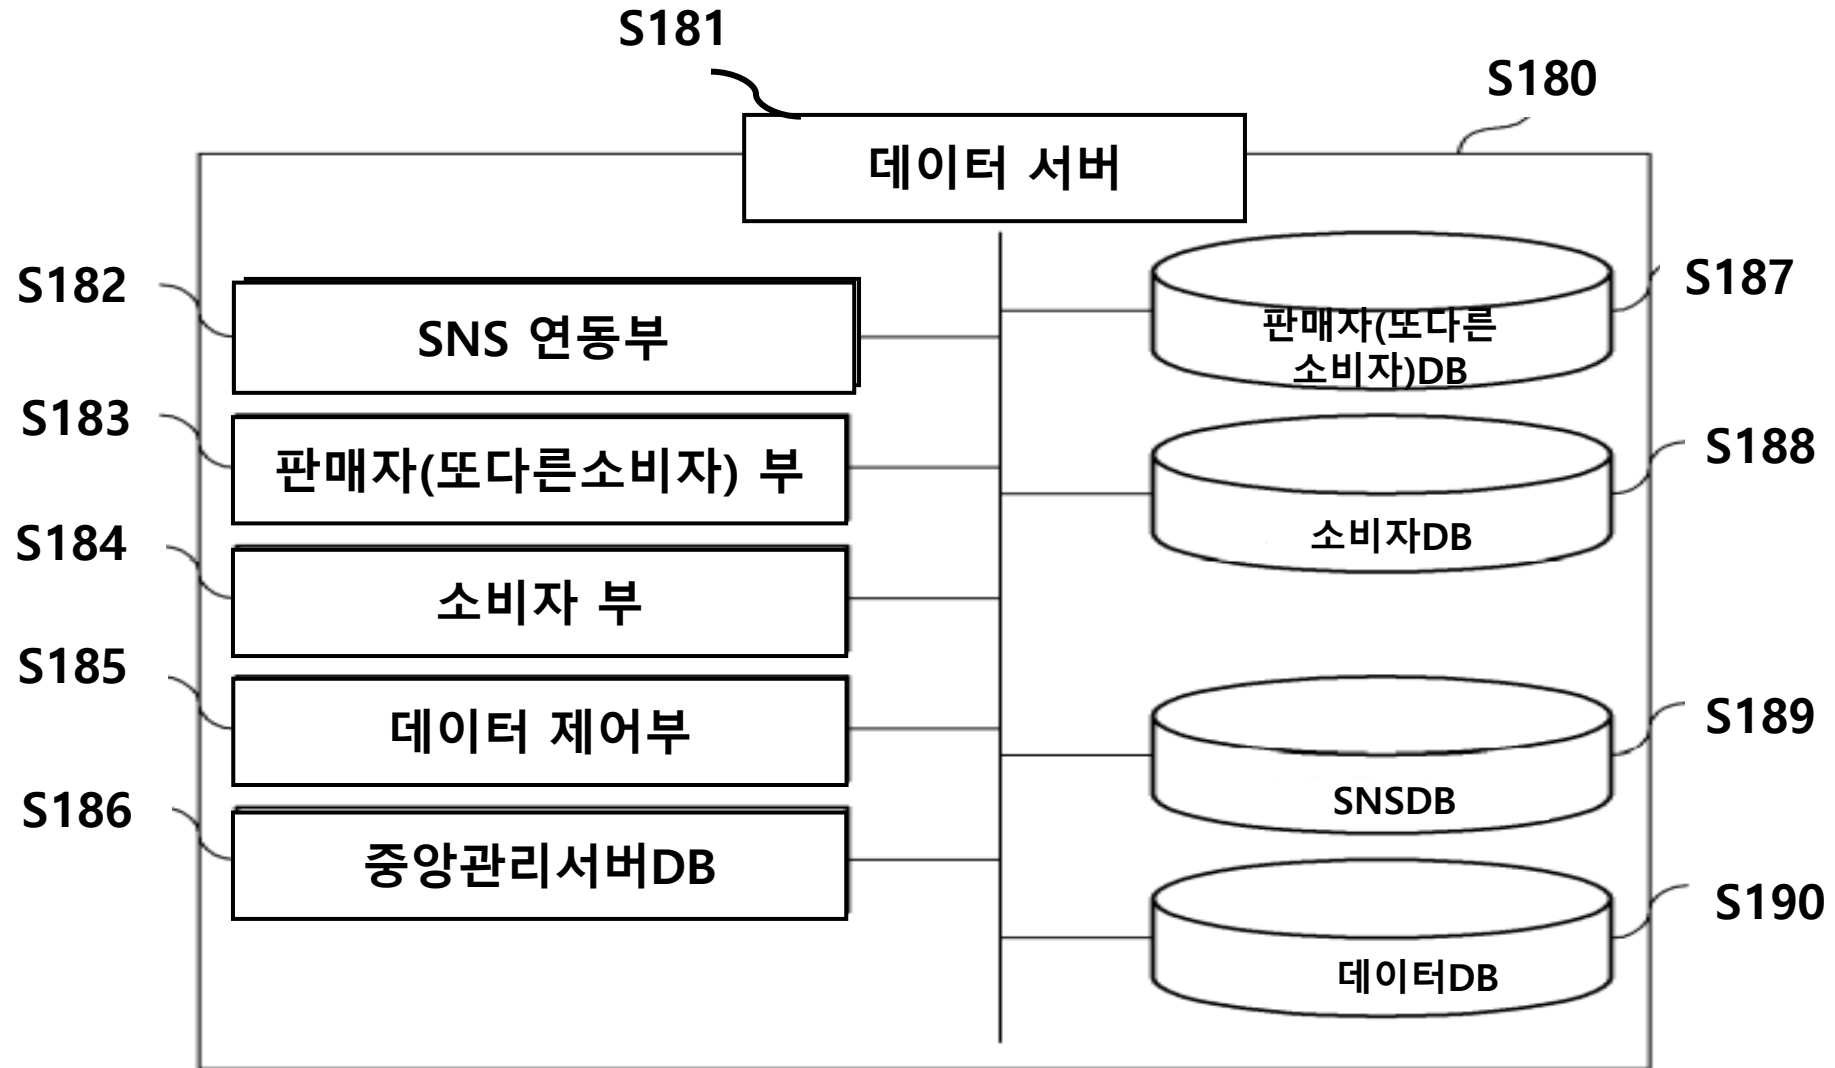 S181
S180
데이터 서버
S182
SNS 연동부
S187
판매자(또다른
소비자)DB
S183
판매자(또다른소비자) 부
S188
소비자DB
S184
소비자 부
S185
데이터 제어부
S189
SNSDB
S186
중앙관리서버DB
S190
데이터DB